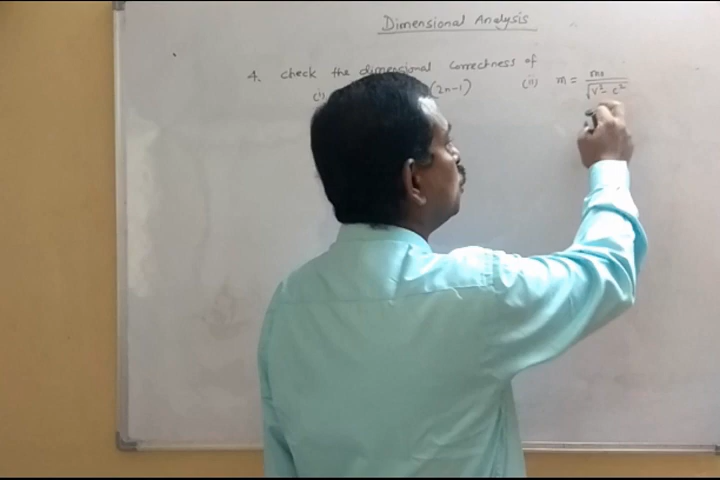 Dimensional Analysis
4. check the dimensional correctness of
(i) (2n-1) (ii) m = m₀ / √v² - c²